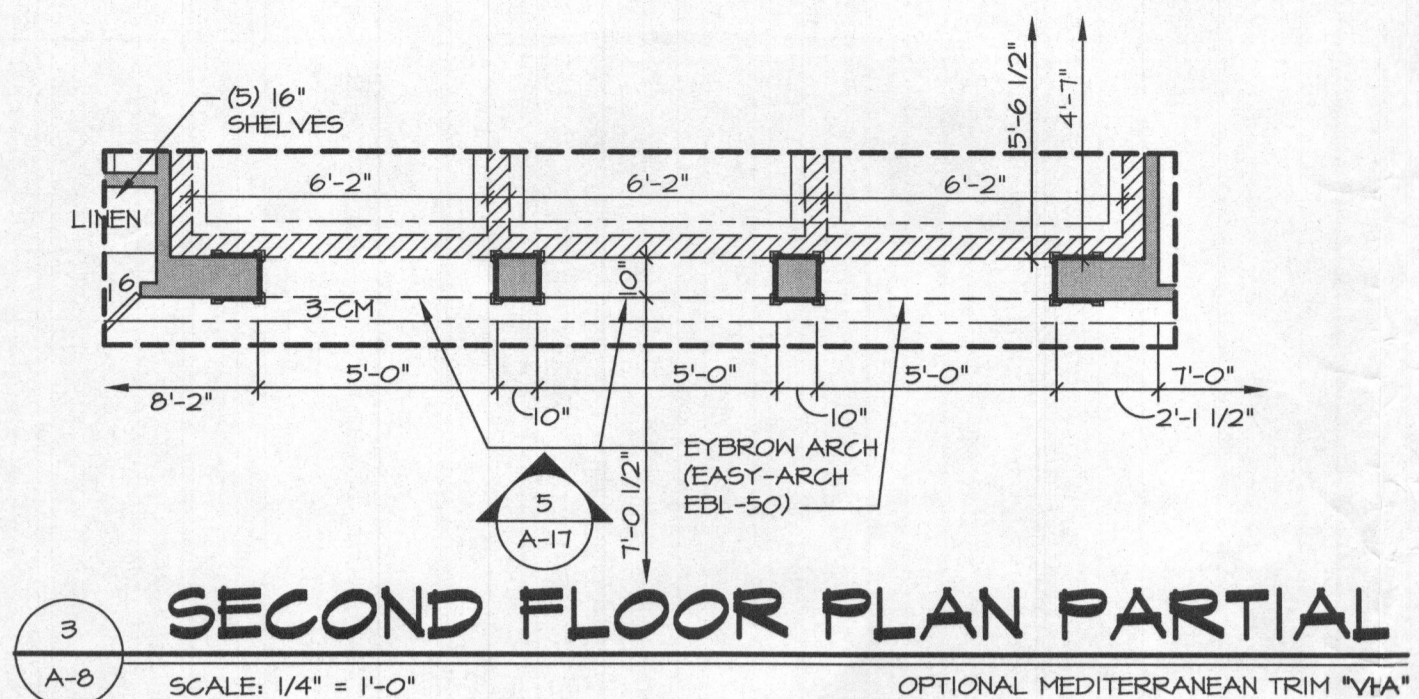 (5) 16"
SHELVES
5'-6 1/2"
4'-7"
6'-2"
6'-2"
6'-2"
LINEN
6
3-CM
10"
8'-2"
5'-0"
10"
5'-0"
10"
5'-0"
2'-1 1/2"
7'-0"
EYBROW ARCH
(EASY-ARCH
EBL-50)
5
A-17
7'-0 1/2"
SECOND FLOOR PLAN PARTIAL
3
A-8
SCALE: 1/4" = 1'-0"
OPTIONAL MEDITERRANEAN TRIM